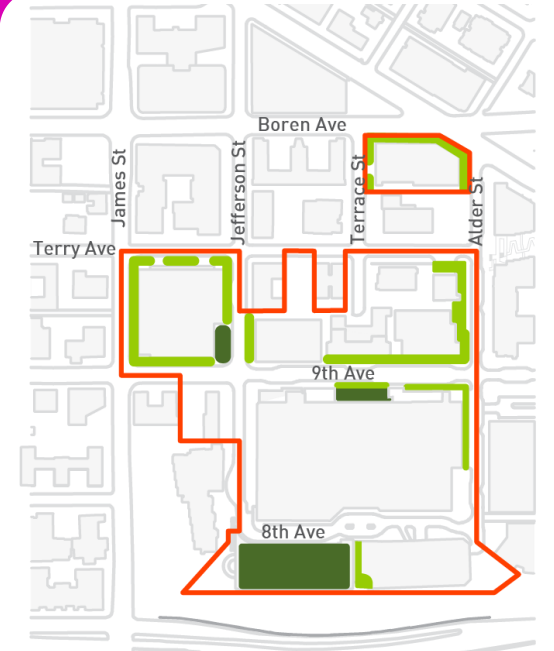 Boren Ave
James St
Jefferson St
Terrace St
Alder St
Terry Ave
9th Ave
8th Ave